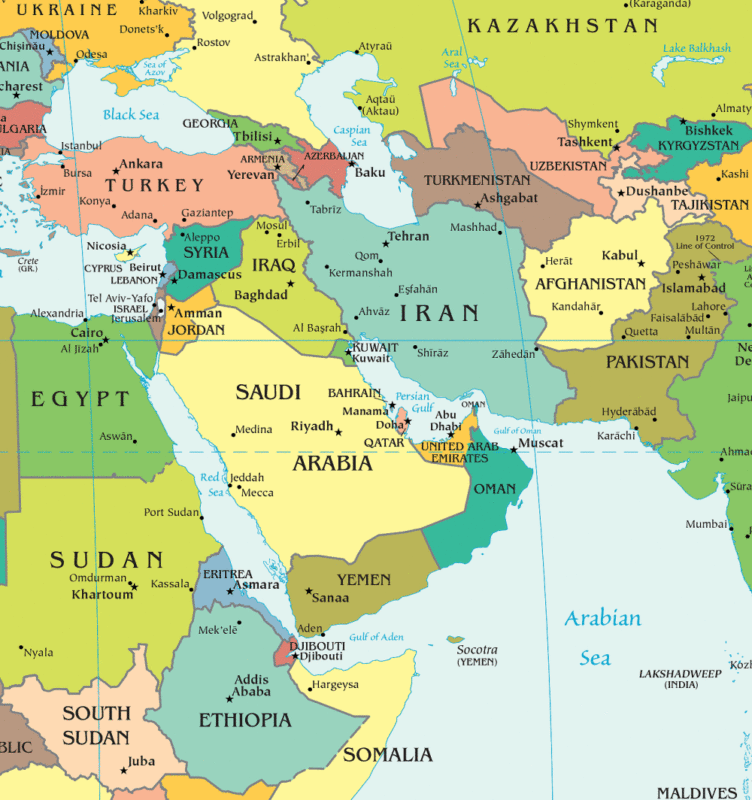 UKRAINE
Kharkiv
Volgograd
(Karaganda)
KAZAKHSTAN
MOLDOVA
Donets'k
Chişinău
Rostov
Odesa
Astrakhan'
Atyraū
Aral
Sea
Lake Balkhash
Sea of
Azov
ANIA
charest
Aqtaū
(Aktau)
Almaty
Black Sea
GEORGIA
Tbilisi
Caspian
Sea
Shymkent
Bishkek
KYRGYZSTAN
LGARIA
Istanbul
Tashkent
Bursa
Ankara
ARMENIA
Yerevan
AZERBAIJAN
Baku
UZBEKISTAN
TURKMENISTAN
Ashgabat
Kashi
İzmir
TURKEY
Konya
Dushanbe
TAJIKISTAN
Adana
Gaziantep
Tabrīz
Mosul
Erbil
Mashhad
Tehran
Nicosia
Aleppo
SYRIA
1972
Line of Control
Crete
(GR.)
CYPRUS
Beirut
LEBANON
Damascus
IRAQ
Baghdad
Qom
Kermanshah
Herāt
Kabul
Peshāwar
Islamabad
AFGHANISTAN
Tel Aviv-Yafo
ISRAEL
Jerusalem
Eşfahān
Alexandria
Amman
JORDAN
Ahvāz
IRAN
Kandahār
Lahore
Faisalābād
Multān
Quetta
Cairo
Al Jīzah
Al Başrah
KUWAIT
Kuwait
Shīrāz
Zāhedān
PAKISTAN
EGYPT
SAUDI
ARABIA
BAHRAIN
Manama
Persian
Gulf
Doha
QATAR
Abu
Dhabi
OMAN
UNITED ARAB
EMIRATES
Gulf of Oman
Muscat
Hyderābād
Karāchi
Jaipu
Medina
Riyadh
Aswān
Ahma
Red
Sea
Jeddah
Mecca
OMAN
Sūra
Port Sudan
Mumbai
SUDAN
Omdurman
Khartoum
Kassala
ERITREA
Asmara
YEMEN
Sanaa
Mek'elē
Aden
Gulf of Aden
Arabian
Sea
Nyala
DJIBOUTI
Djibouti
Socotra
(YEMEN)
LAKSHADWEEP
(INDIA)
Addis
Ababa
Hargeysa
SOUTH
SUDAN
ETHIOPIA
BLIC
Juba
SOMALIA
MALDIVES